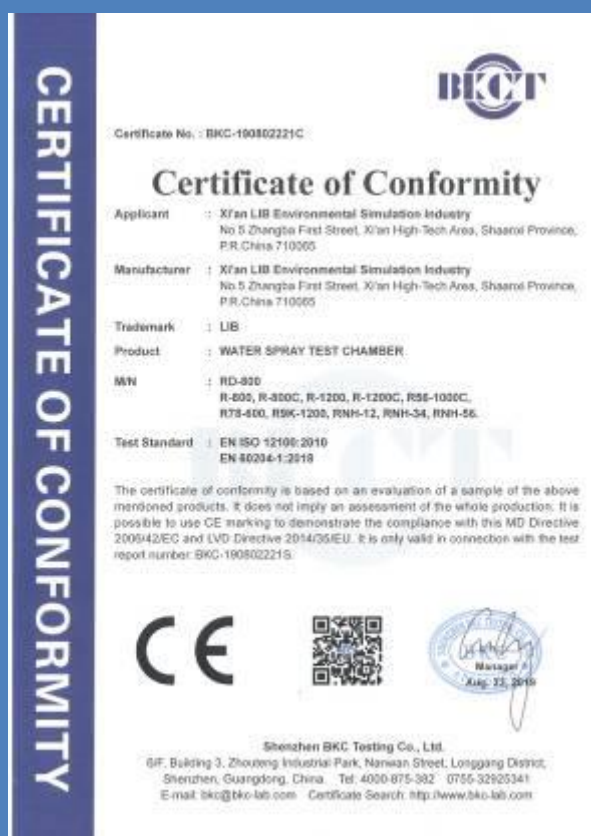 CERTIFICATE OF CONFORMITY
BKCT
Certificate No. : BKC-190802221C
Certificate of Conformity
Applicant : Xi'an LIB Environmental Simulation Industry
No.5 Zhangba First Street, Xi'an High-Tech Area, Shaanxi Province,
P.R.China 710065
Manufacturer : Xi'an LIB Environmental Simulation Industry
No.5 Zhangba First Street, Xi'an High-Tech Area, Shaanxi Province,
P.R.China 710065
Trademark : LIB
Product : WATER SPRAY TEST CHAMBER
M/N : RD-800
R-800, R-800C, R-1200, R-1200C, R56-1000C,
R78-600, R9K-1200, RNH-12, RNH-34, RNH-56.
Test Standard : EN ISO 12100:2010
EN 60204-1:2018
The certificate of conformity is based on an evaluation of a sample of the above
mentioned products. It does not imply an assessment of the whole production. It is
possible to use CE marking to demonstrate the compliance with this MD Directive
2006/42/EC and LVD Directive 2014/35/EU. It is only valid in connection with the test
report number: BKC-190802221S.
CE
Manager
Aug. 23, 2019
Shenzhen BKC Testing Co., Ltd.
6/F, Building 3, Zhouteng Industrial Park, Nanwan Street, Longgang District,
Shenzhen, Guangdong, China. Tel: 4000-875-382 0755-32925341
E-mail: bkc@bkc-lab.com Certificate Search: http://www.bkc-lab.com